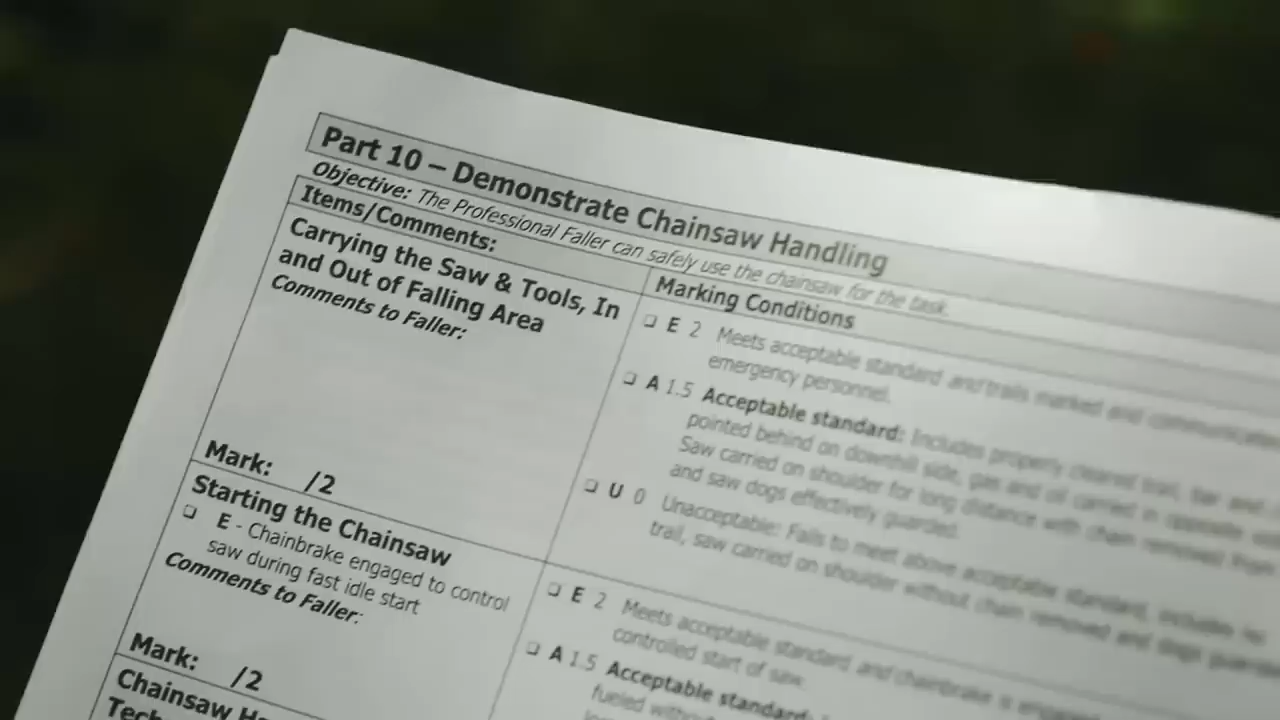 Part 10 – Demonstrate Chainsaw Handling
Objective: The Professional Faller can safely use the chainsaw for the task.
Items/Comments:
Marking Conditions
Carrying the Saw & Tools, In
and Out of Falling Area
Comments to Faller:
Mark: /2
❏ E 2 Meets acceptable standard and trails marked and communicated
emergency personnel.
❏ A 1.5 Acceptable standard: Includes properly cleared trail, bar and
pointed behind on downhill side, gas and oil carried in opposite
Saw carried on shoulder for long distance with chain removed from
and saw dogs effectively guarded.
❏ U 0 Unacceptable: Fails to meet above acceptable standard, includes no
trail, saw carried on shoulder without chain removed and dogs guarded
Starting the Chainsaw
❏ E - Chainbrake engaged to control
saw during fast idle start
Comments to Faller:
Mark: /2
❏ E 2 Meets acceptable standard and chainbrake is engaged
controlled start of saw.
❏ A 1.5 Acceptable standard:
fueled without
Chainsaw